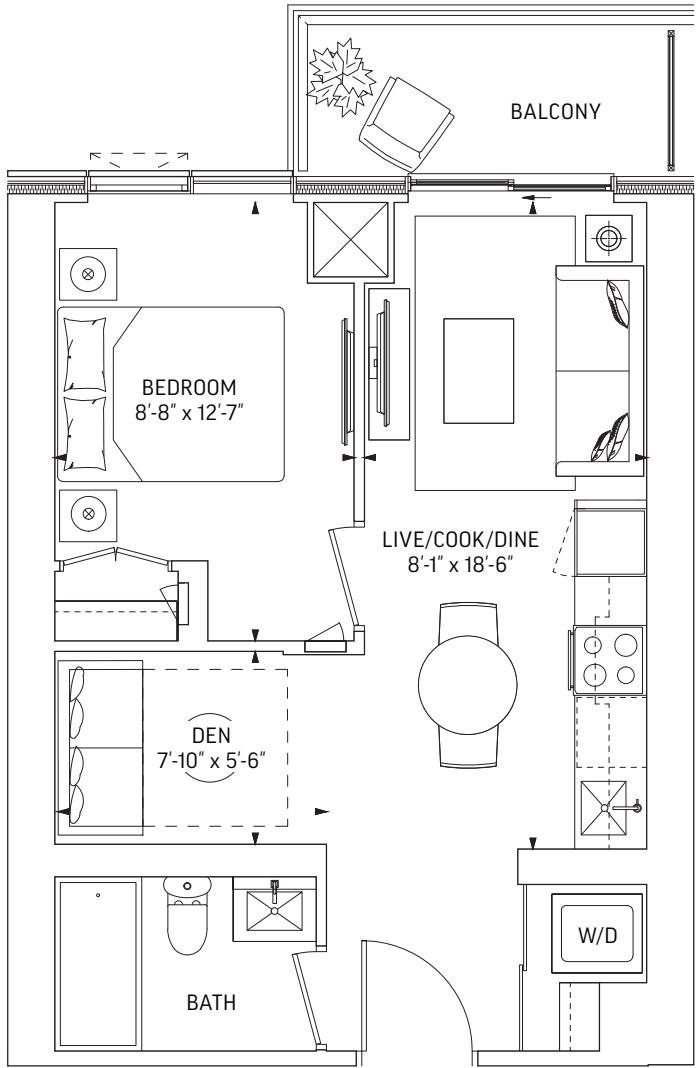 BALCONY
BEDROOM
8'-8" x 12'-7"
LIVE/COOK/DINE
8'-1" x 18'-6"
DEN
7'-10" x 5'-6"
W/D
BATH